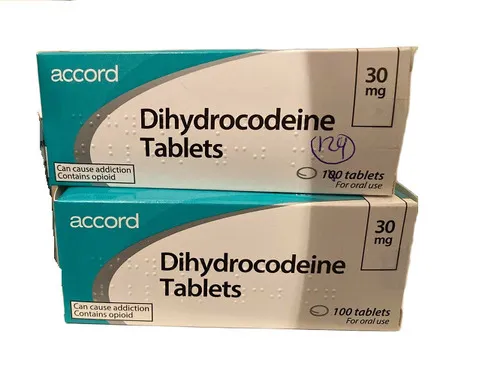 accord
30
mg
Dihydrocodeine
Tablets
124
Can cause addiction
Contains opioid
100 tablets
For oral use
accord
30
mg
Dihydrocodeine
Tablets
Can cause addiction
Contains opioid
100 tablets
For oral use